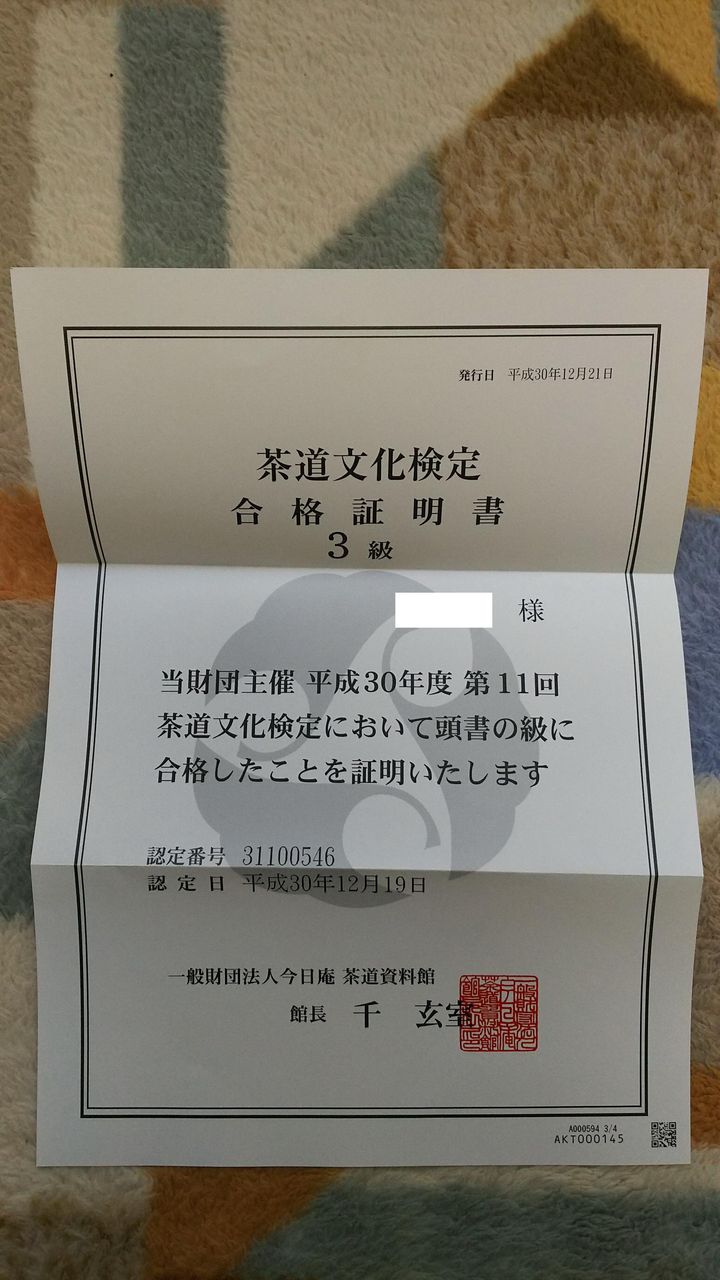 発行日 平成30年12月21日
茶道文化検定
合格証明書
3級
様
当財団主催 平成30年度 第11回
茶道文化検定において頭書の級に
合格したことを証明いたします
認定番号 31100546
認定日 平成30年12月19日
一般財団法人今日庵 茶道資料館
館長 千 玄室
A000594 3/4
AKT000145